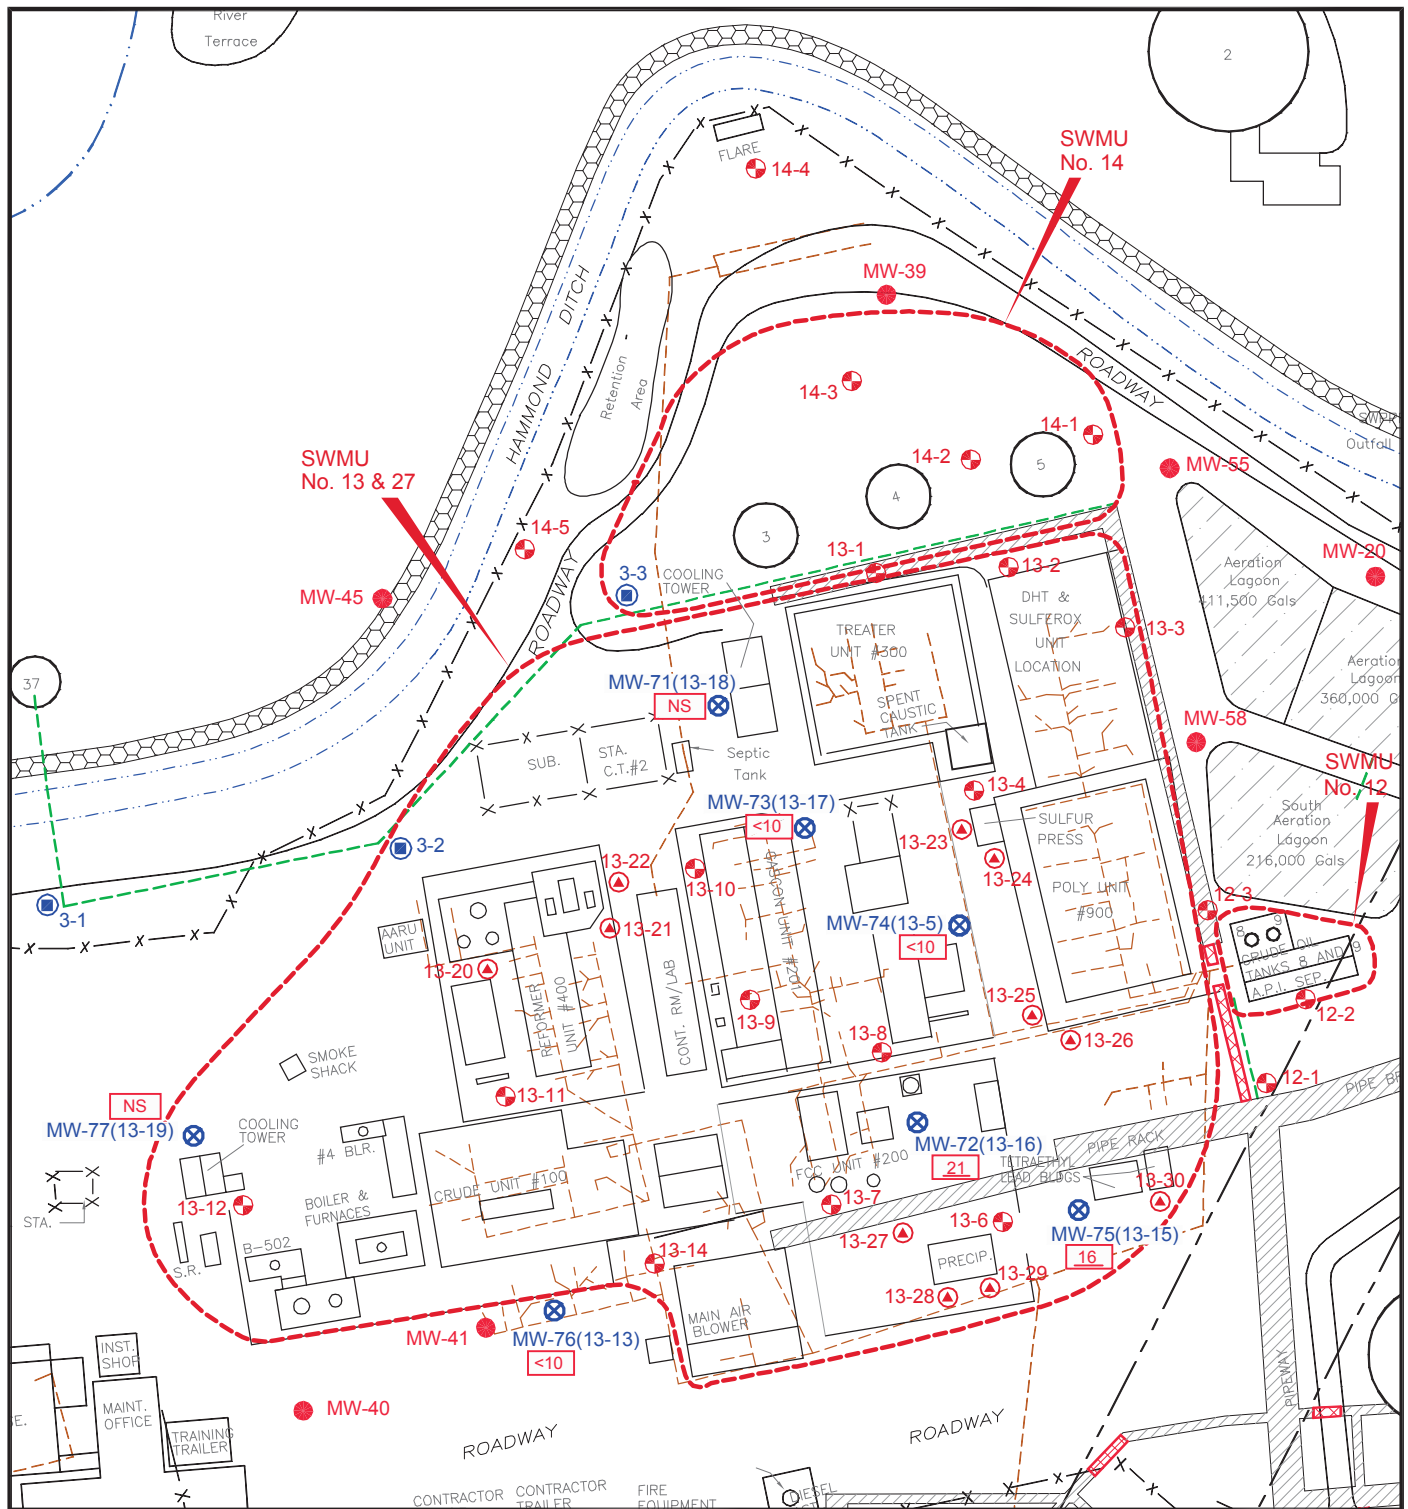 River
Terrace
2
SWMU
No. 14
FLARE
14-4
MW-39
HAMMOND DITCH
Retention
Area
14-3
ROADWAY
Outfall
14-1
14-2
5
MW-55
4
SWMU
No. 13 & 27
3
14-5
ROADWAY
MW-20
13-1
13-2
3-3
COOLING
TOWER
Aeration
Lagoon
411,500 Gals
MW-45
DHT &
SULFEROX
UNIT
LOCATION
13-3
TREATER
UNIT #300
37
MW-71(13-18)
NS
SPENT
CAUSTIC
TANK
Lagoon
360,000
MW-58
SUB.
STA.
C.T.#2
Septic
Tank
SWMU
No. 12
MW-73(13-17)
<10
13-4
SULFUR
PRESS
South
Aeration
Lagoon
216,000 Gals
3-2
13-23
13-22
13-10
GASCON UNIT #201
13-24
POLY UNIT
#900
3-1
AARU
UNIT
13-21
MW-74(13-5)
<10
12-3
8
9
CRUDE OIL
TANKS 8 AND 9
A.P.I. SEP.
13-20
REFORMER
UNIT #400
CONT. RM/LAB
13-9
13-25
12-2
13-8
13-26
SMOKE
SHACK
13-11
12-1
PIPE
NS
MW-77(13-19)
COOLING
TOWER
#4 BLR.
MW-72(13-16)
21
PIPE RACK
FCC UNIT #200
CRUDE UNIT #100
TETRAETHYL
LEAD BLDGS
13-30
STA.
13-12
BOILER &
FURNACES
13-7
13-6
MW-75(13-15)
16
B-502
13-27
S.R.
13-14
PRECIP.
13-29
13-28
MAIN AIR
BLOWER
MW-41
MW-76(13-13)
<10
INST.
SHOP
PIPEWAY
MAINT.
OFFICE
MW-40
TRAINING
TRAILER
ROADWAY
ROADWAY
CONTRACTOR
CONTRACTOR
TRAILER
FIRE
EQUIPMENT
DIESEL